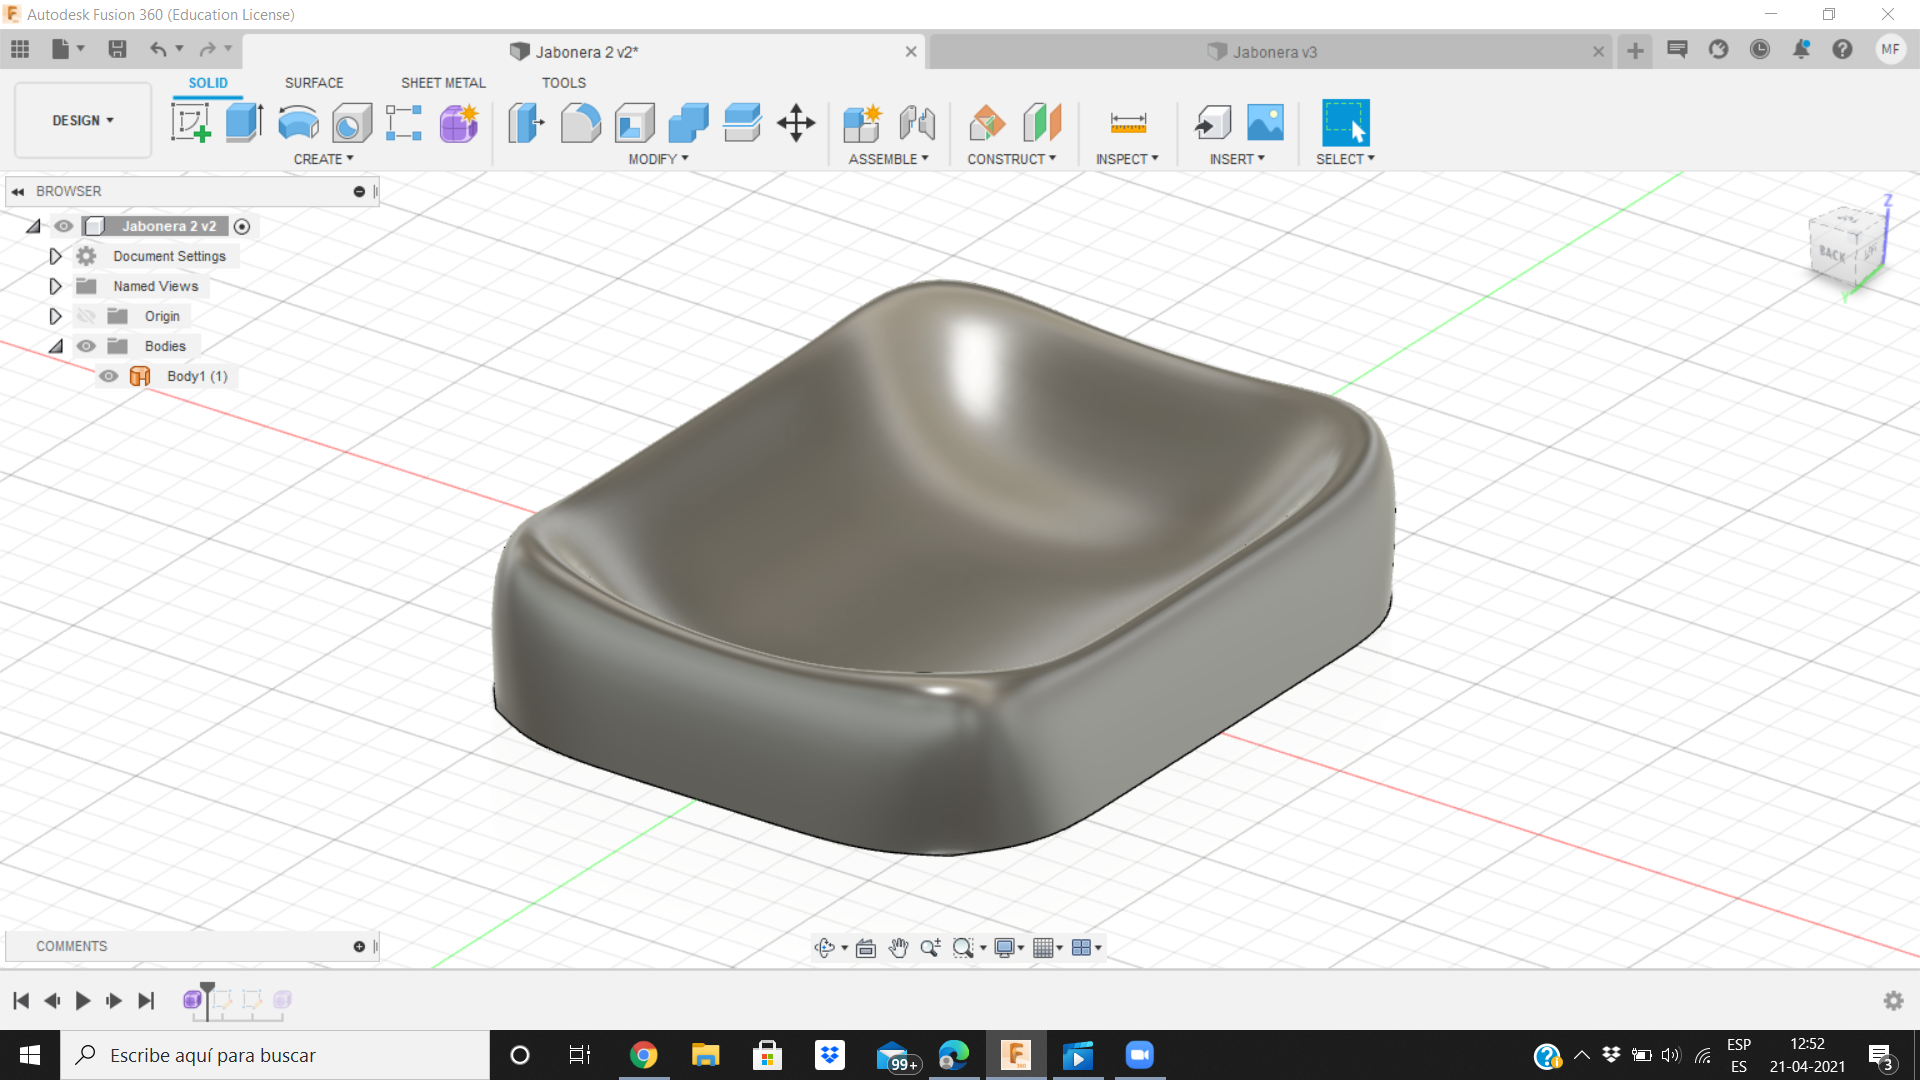 Autodesk Fusion 360 (Education License)
Jabonera 2 v2*
Jabonera v3
MF
SOLID
SURFACE
SHEET METAL
TOOLS
DESIGN
CREATE
MODIFY
ASSEMBLE
CONSTRUCT
INSPECT
INSERT
SELECT
BROWSER
Jabonera 2 v2
Document Settings
Named Views
Origin
Bodies
Body1 (1)
Z
BACK
Y
COMMENTS
Escribe aquí para buscar
99+
ESP
ES
12:52
21-04-2021
3